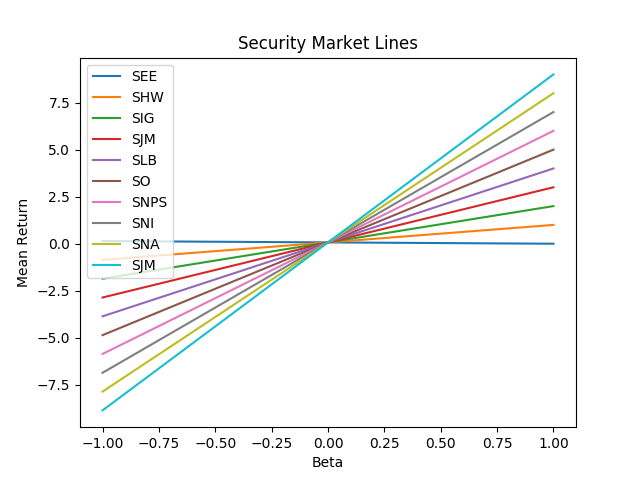 Security Market Lines
SEE
SHW
SIG
SJM
SLB
SO
SNPS
SNI
SNA
SJM
Mean Return
7.5
5.0
2.5
0.0
−2.5
−5.0
−7.5
−1.00 −0.75 −0.50 −0.25 0.00 0.25 0.50 0.75 1.00
Beta